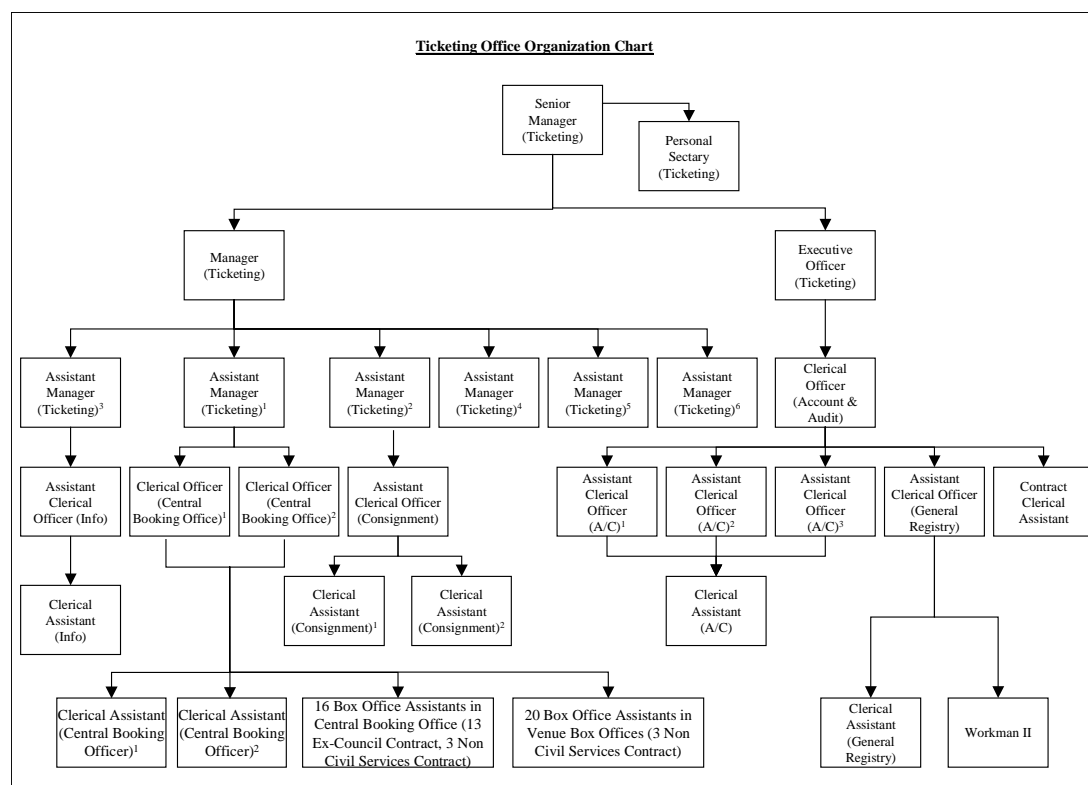 Ticketing Office Organization Chart
Senior
Manager
(Ticketing)
Personal
Sectary
(Ticketing)
Manager
(Ticketing)
Executive
Officer
(Ticketing)
Assistant
Manager
(Ticketing)³
Assistant
Manager
(Ticketing)¹
Assistant
Manager
(Ticketing)²
Assistant
Manager
(Ticketing)⁴
Assistant
Manager
(Ticketing)⁵
Assistant
Manager
(Ticketing)⁶
Clerical
Officer
(Account &
Audit)
Assistant
Clerical
Officer (Info)
Clerical Officer
(Central
Booking Office)¹
Clerical Officer
(Central
Booking Office)²
Assistant
Clerical Officer
(Consignment)
Assistant
Clerical
Officer
(A/C)¹
Assistant
Clerical
Officer
(A/C)²
Assistant
Clerical
Officer
(A/C)³
Assistant
Clerical Officer
(General
Registry)
Contract
Clerical
Assistant
Clerical
Assistant
(Info)
Clerical
Assistant
(Consignment)¹
Clerical
Assistant
(Consignment)²
Clerical
Assistant
(A/C)
Clerical Assistant
(Central Booking
Officer)¹
Clerical Assistant
(Central Booking
Officer)²
16 Box Office Assistants in
Central Booking Office (13
Ex-Council Contract, 3 Non
Civil Services Contract)
20 Box Office Assistants in
Venue Box Offices (3 Non
Civil Services Contract)
Clerical
Assistant
(General
Registry)
Workman II